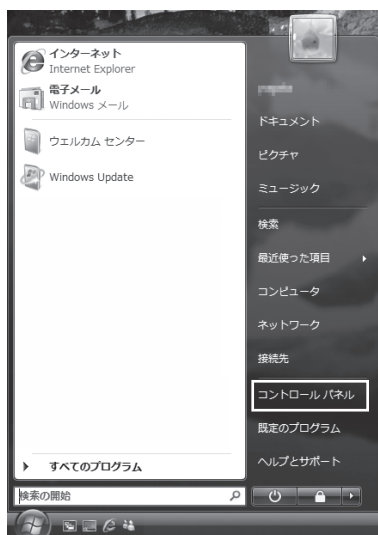 インターネット
Internet Explorer
電子メール
Windows メール
ウェルカム センター
Windows Update
すべてのプログラム
検索の開始
ドキュメント
ピクチャ
ミュージック
検索
最近使った項目
コンピュータ
ネットワーク
接続先
コントロール パネル
既定のプログラム
ヘルプとサポート